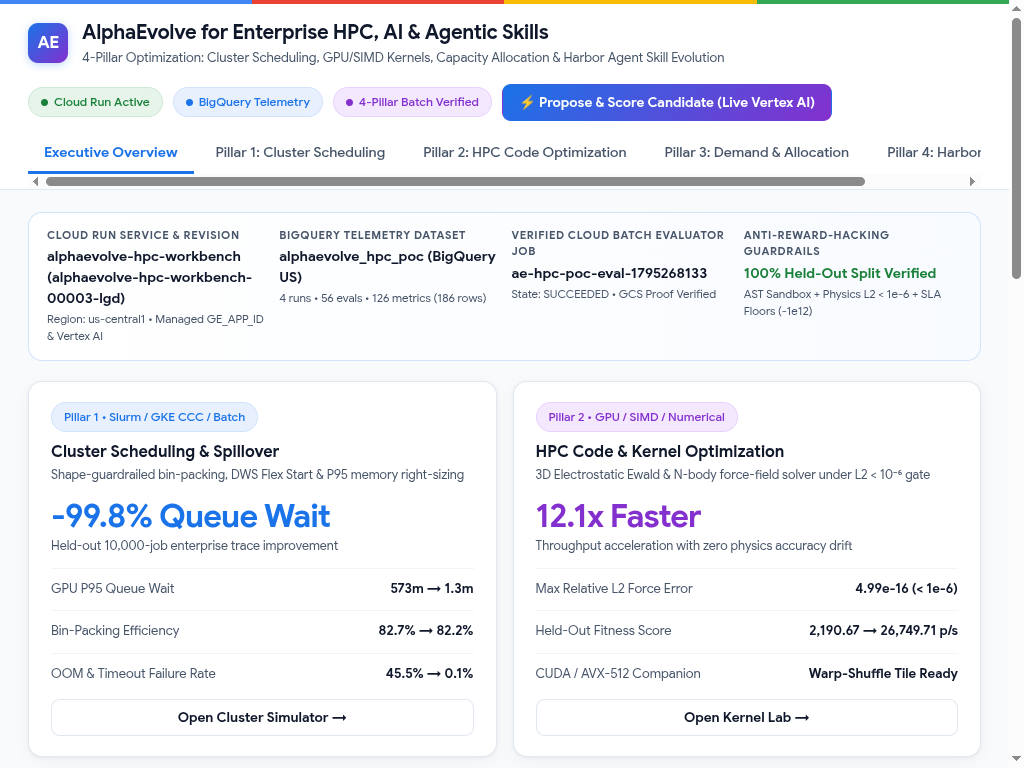 AE
AlphaEvolve for Enterprise HPC, AI & Agentic Skills
4-Pillar Optimization: Cluster Scheduling, GPU/SIMD Kernels, Capacity Allocation & Harbor Agent Skill Evolution
Cloud Run Active
BigQuery Telemetry
4-Pillar Batch Verified
⚡ Propose & Score Candidate (Live Vertex AI)
Executive Overview
Pillar 1: Cluster Scheduling
Pillar 2: HPC Code Optimization
Pillar 3: Demand & Allocation
Pillar 4: Harbor
CLOUD RUN SERVICE & REVISION
alphaevolve-hpc-workbench
(alphaevolve-hpc-workbench-
00003-lgd)
Region: us-central1 • Managed GE_APP_ID
& Vertex AI
BIGQUERY TELEMETRY DATASET
alphaevolve_hpc_poc (BigQuery
US)
4 runs • 56 evals • 126 metrics (186 rows)
VERIFIED CLOUD BATCH EVALUATOR
JOB
ae-hpc-poc-eval-1795268133
State: SUCCEEDED • GCS Proof Verified
ANTI-REWARD-HACKING
GUARDRAILS
100% Held-Out Split Verified
AST Sandbox + Physics L2 < 1e-6 + SLA
Floors (-1e12)
Pillar 1 • Slurm / GKE CCC / Batch
Cluster Scheduling & Spillover
Shape-guardrailed bin-packing, DWS Flex Start & P95 memory right-sizing
-99.8% Queue Wait
Held-out 10,000-job enterprise trace improvement
GPU P95 Queue Wait 573m → 1.3m
Bin-Packing Efficiency 82.7% → 82.2%
OOM & Timeout Failure Rate 45.5% → 0.1%
Open Cluster Simulator →
Pillar 2 • GPU / SIMD / Numerical
HPC Code & Kernel Optimization
3D Electrostatic Ewald & N-body force-field solver under L2 < 10⁻⁶ gate
12.1x Faster
Throughput acceleration with zero physics accuracy drift
Max Relative L2 Force Error 4.99e-16 (< 1e-6)
Held-Out Fitness Score 2,190.67 → 26,749.71 p/s
CUDA / AVX-512 Companion Warp-Shuffle Tile Ready
Open Kernel Lab →